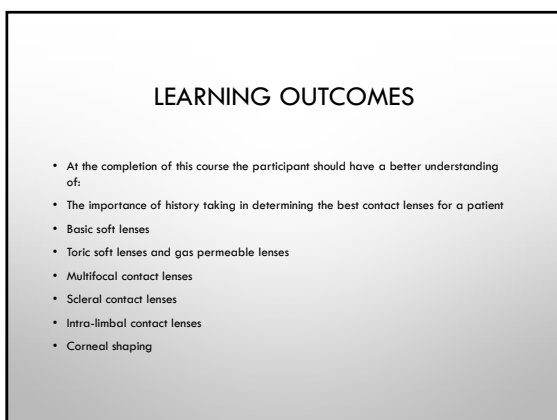 LEARNING OUTCOMES
• At the completion of this course the participant should have a better understanding
of:
• The importance of history taking in determining the best contact lenses for a patient
• Basic soft lenses
• Toric soft lenses and gas permeable lenses
• Multifocal contact lenses
• Scleral contact lenses
• Intra-limbal contact lenses
• Corneal shaping